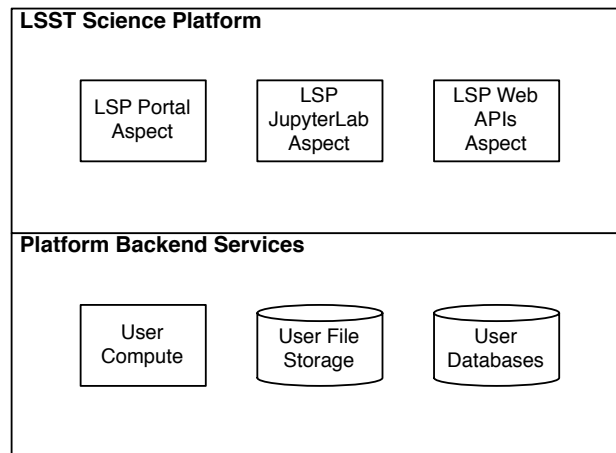 LSST Science Platform
LSP Portal
Aspect
LSP
JupyterLab
Aspect
LSP Web
APIs
Aspect
Platform Backend Services
User
Compute
User File
Storage
User
Databases